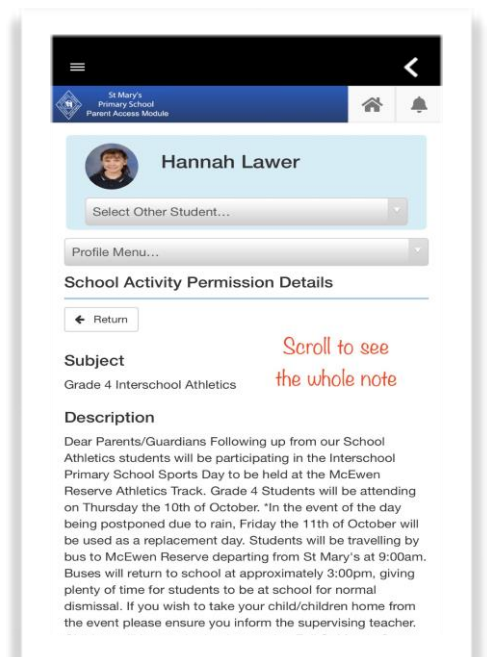 St Mary's
Primary School
Parent Access Module
Hannah Lawer
Select Other Student...
Profile Menu...
School Activity Permission Details
Return
Scroll to see
the whole note
Subject
Grade 4 Interschool Athletics
Description
Dear Parents/Guardians Following up from our School
Athletics students will be participating in the Interschool
Primary School Sports Day to be held at the McEwen
Reserve Athletics Track. Grade 4 Students will be attending
on Thursday the 10th of October. *In the event of the day
being postponed due to rain, Friday the 11th of October will
be used as a replacement day. Students will be travelling by
bus to McEwen Reserve departing from St Mary's at 9:00am.
Buses will return to school at approximately 3:00pm, giving
plenty of time for students to be at school for normal
dismissal. If you wish to take your child/children home from
the event please ensure you inform the supervising teacher.